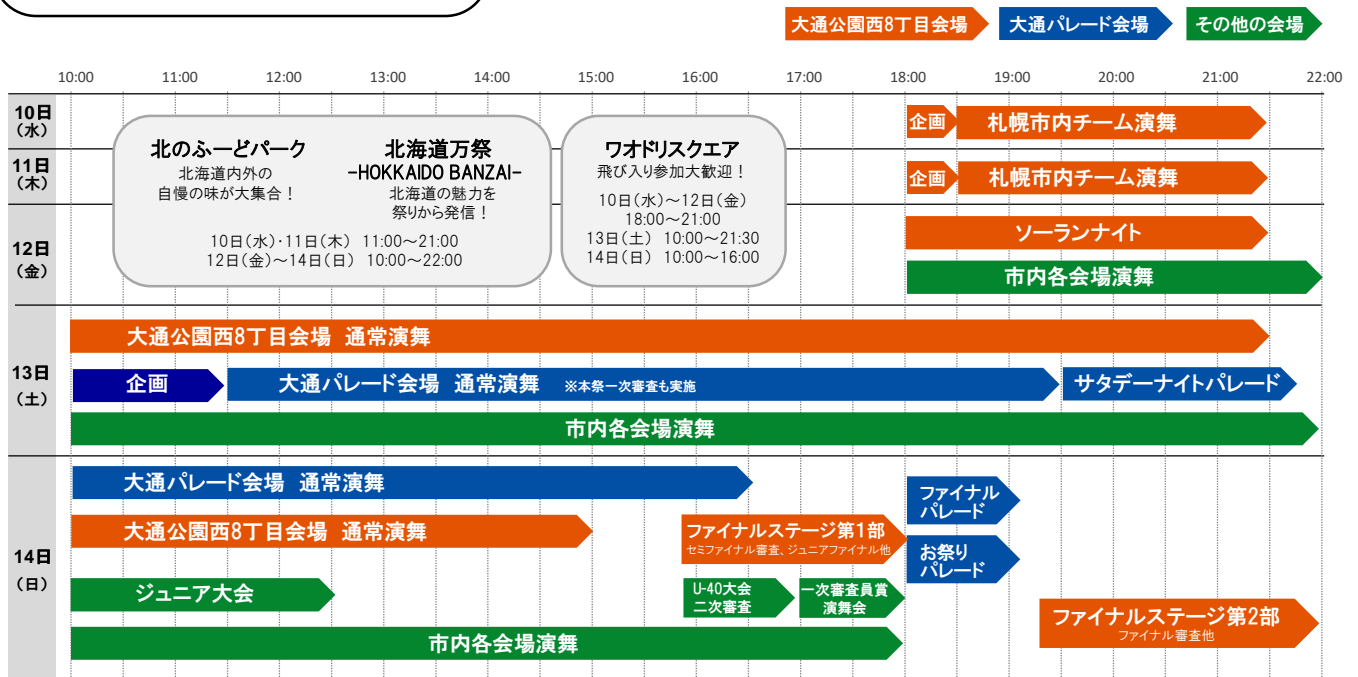 大通公園西8丁目会場 大通パレード会場 その他の会場
10:00 11:00 12:00 13:00 14:00 15:00 16:00 17:00 18:00 19:00 20:00 21:00 22:00
10日
（水）
企画 札幌市内チーム演舞
11日
（木）
企画 札幌市内チーム演舞
北のふーどパーク
北海道内外の
自慢の味が大集合！
北海道万祭
-HOKKAIDO BANZAI-
北海道の魅力を
祭りから発信！
10日(水)・11日(木) 11:00～21:00
12日(金)～14日(日) 10:00～22:00
ワオドリスクエア
飛び入り参加大歓迎！
10日(水)～12日(金)
18:00～21:00
13日(土) 10:00～21:30
14日(日) 10:00～16:00
12日
（金）
ソーランナイト
市内各会場演舞
13日
（土）
大通公園西8丁目会場 通常演舞
企画 大通パレード会場 通常演舞 ※本祭一次審査も実施 サタデーナイトパレード
市内各会場演舞
14日
（日）
大通パレード会場 通常演舞
ファイナル
パレード
大通公園西8丁目会場 通常演舞
ファイナルステージ第1部
セミファイナル審査、ジュニアファイナル他
お祭り
パレード
ジュニア大会
U-40大会
二次審査
一次審査員賞
演舞会
ファイナルステージ第2部
ファイナル審査他
市内各会場演舞